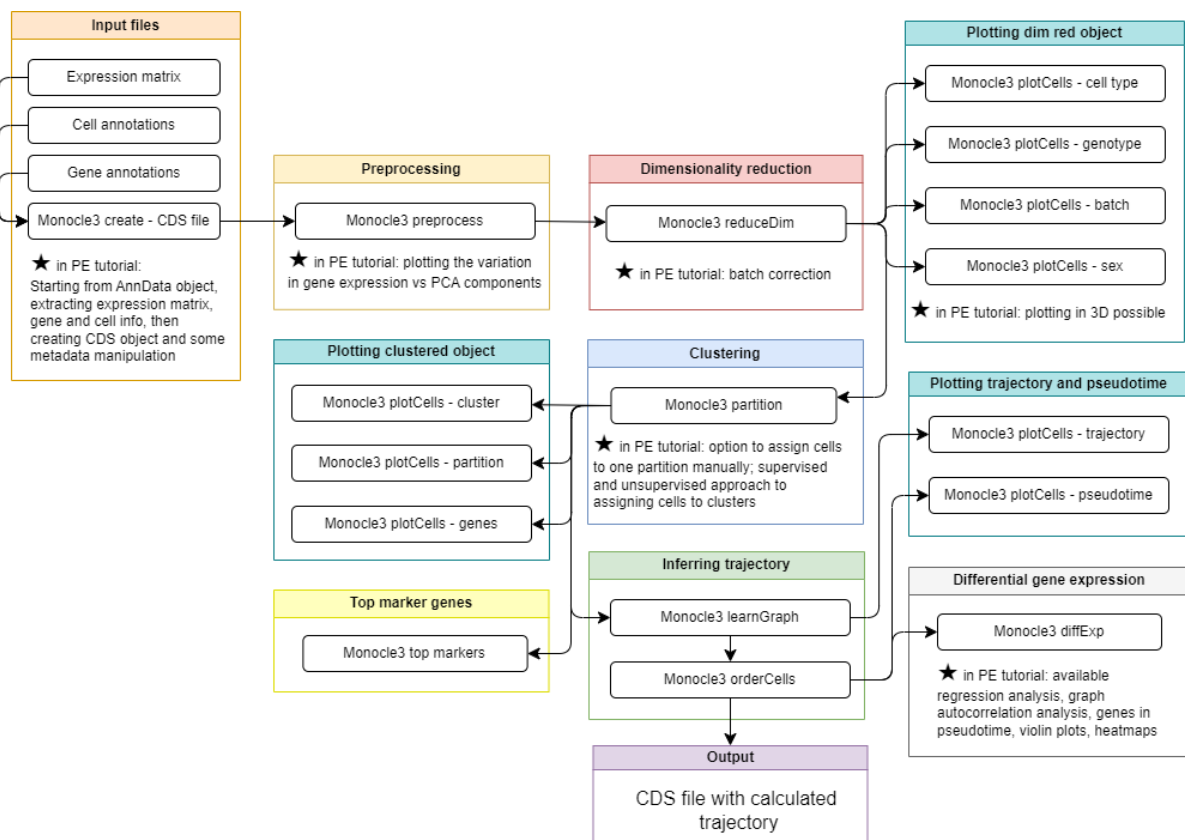 Input files
Expression matrix
Cell annotations
Gene annotations
Monocle3 create - CDS file
★ in PE tutorial:
Starting from AnnData object,
extracting expression matrix,
gene and cell info, then
creating CDS object and some
metadata manipulation
Preprocessing
Monocle3 preprocess
★ in PE tutorial: plotting the variation
in gene expression vs PCA components
Dimensionality reduction
Monocle3 reduceDim
★ in PE tutorial: batch correction
Plotting dim red object
Monocle3 plotCells - cell type
Monocle3 plotCells - genotype
Monocle3 plotCells - batch
Monocle3 plotCells - sex
★ in PE tutorial: plotting in 3D possible
Plotting clustered object
Monocle3 plotCells - cluster
Monocle3 plotCells - partition
Monocle3 plotCells - genes
Clustering
Monocle3 partition
★ in PE tutorial: option to assign cells
to one partition manually; supervised
and unsupervised approach to
assigning cells to clusters
Plotting trajectory and pseudotime
Monocle3 plotCells - trajectory
Monocle3 plotCells - pseudotime
Top marker genes
Monocle3 top markers
Inferring trajectory
Monocle3 learnGraph
Monocle3 orderCells
Differential gene expression
Monocle3 diffExp
★ in PE tutorial: available
regression analysis, graph
autocorrelation analysis, genes in
pseudotime, violin plots, heatmaps
Output
CDS file with calculated
trajectory